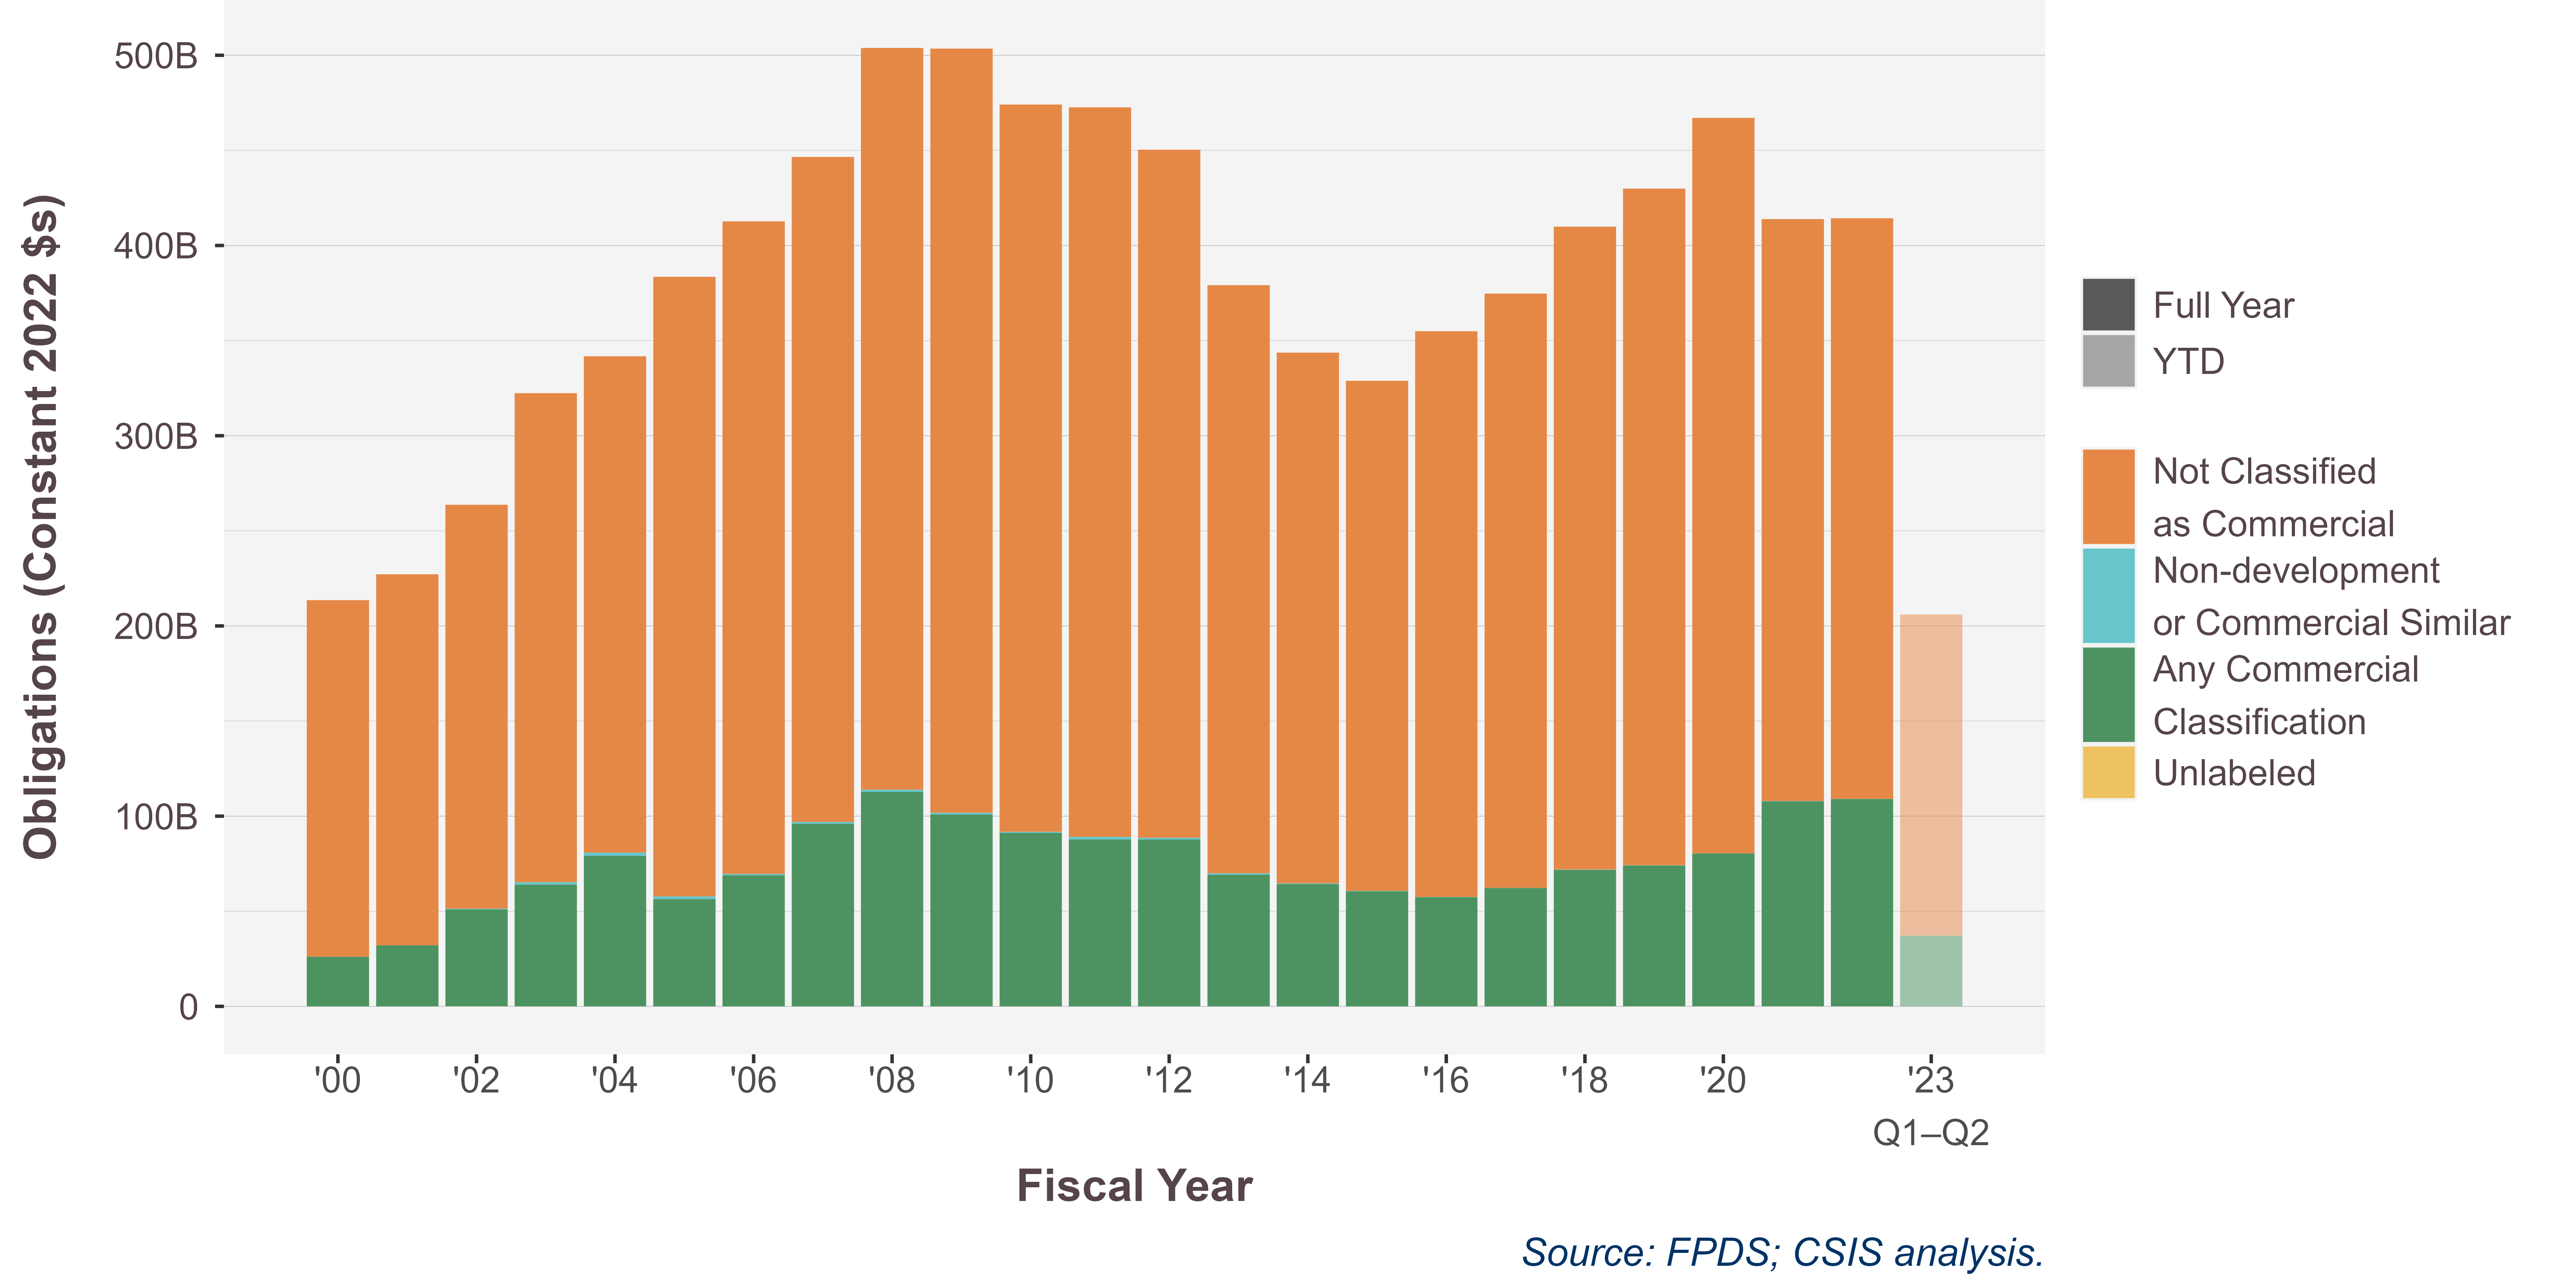 Obligations (Constant 2022 $s)
500B
400B
300B
200B
100B
0
'00
'02
'04
'06
'08
'10
'12
'14
'16
'18
'20
'23
Q1–Q2
Fiscal Year
Full Year
YTD
Not Classified
as Commercial
Non-development
or Commercial Similar
Any Commercial
Classification
Unlabeled
Source: FPDS; CSIS analysis.